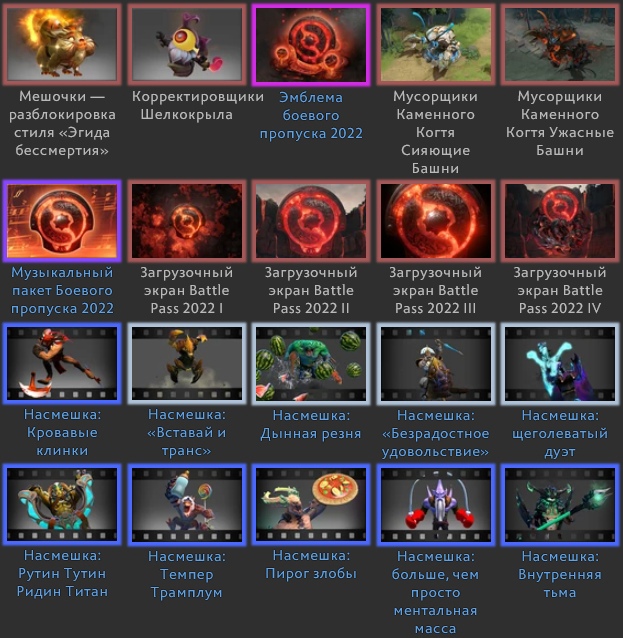 Мешочки —
разблокировка
стиля «Эгида
бессмертия»
Корректировщики
Шелкокрыла
Эмблема
боевого
пропуска 2022
Мусорщики
Каменного
Когтя
Сияющие
Башни
Мусорщики
Каменного
Когтя Ужасные
Башни
Музыкальный
пакет Боевого
пропуска 2022
Загрузочный
экран Battle
Pass 2022 I
Загрузочный
экран Battle
Pass 2022 II
Загрузочный
экран Battle
Pass 2022 III
Загрузочный
экран Battle
Pass 2022 IV
Насмешка:
Кровавые
клинки
Насмешка:
«Вставай и
транс»
Насмешка:
Дынная резня
Насмешка:
«Безрадостное
удовольствие»
Насмешка:
щеголеватый
дуэт
Насмешка:
Рутин Тутин
Ридин Титан
Насмешка:
Темпер
Трамплум
Насмешка:
Пирог злобы
Насмешка:
больше, чем
просто
ментальная
масса
Насмешка:
Внутренняя
тьма